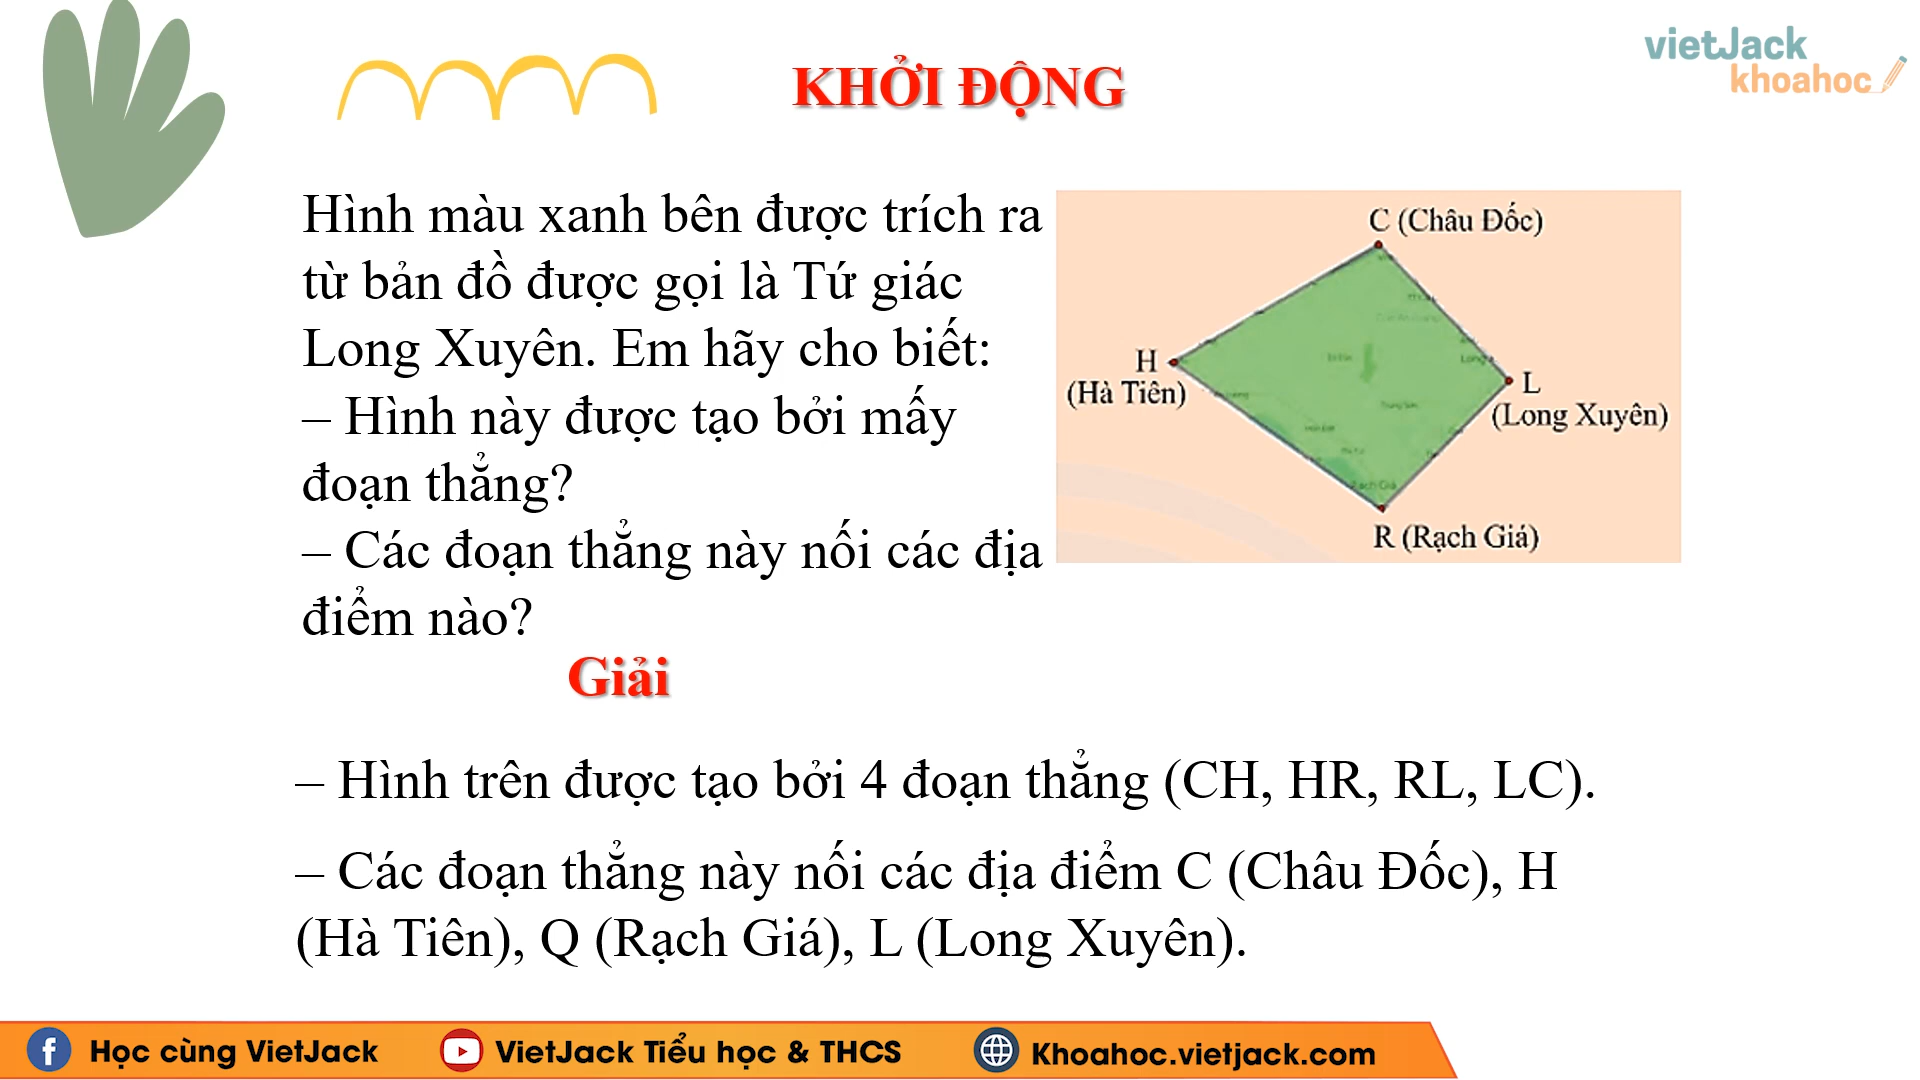 KHỞI ĐỘNG
vietJack
khoahoc
Hình màu xanh bên được trích ra
từ bản đồ được gọi là Tứ giác
Long Xuyên. Em hãy cho biết:
– Hình này được tạo bởi mấy
đoạn thẳng?
– Các đoạn thẳng này nối các địa
điểm nào?
C (Châu Đốc)
H
(Hà Tiên)
L
(Long Xuyên)
R (Rạch Giá)
Giải
– Hình trên được tạo bởi 4 đoạn thẳng (CH, HR, RL, LC).
– Các đoạn thẳng này nối các địa điểm C (Châu Đốc), H
(Hà Tiên), Q (Rạch Giá), L (Long Xuyên).
Học cùng VietJack
VietJack Tiểu học & THCS
Khoahoc.vietjack.com